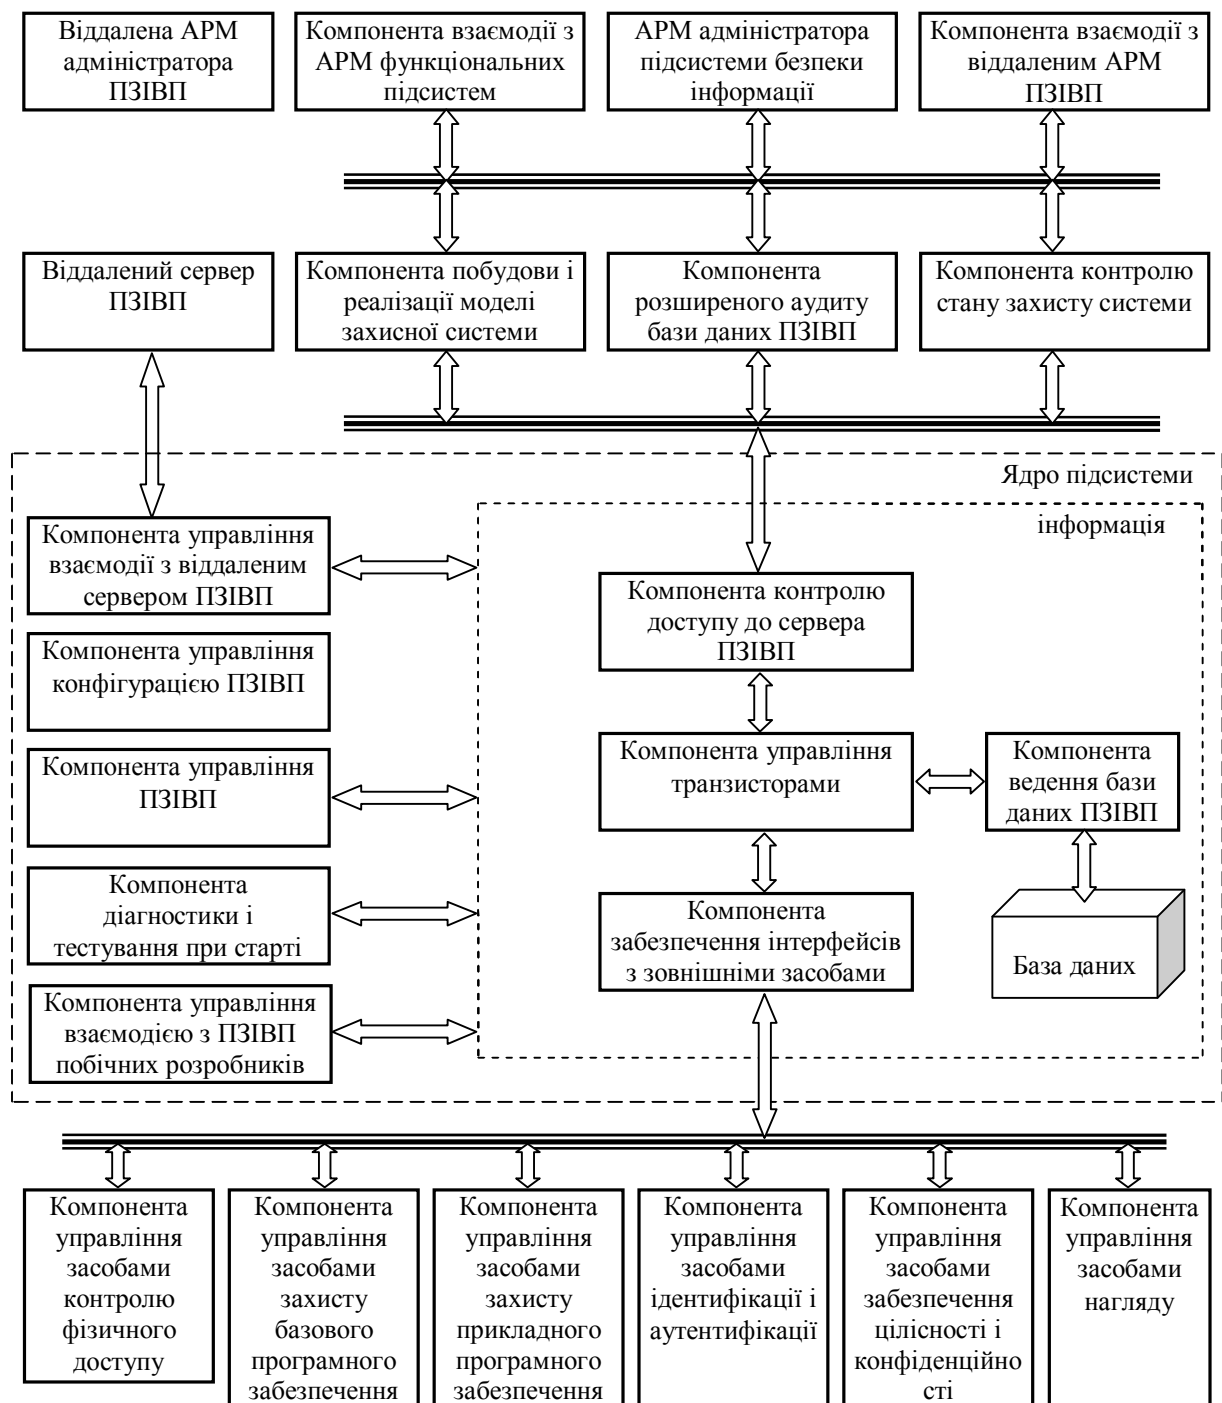 Віддалена АРМ
адміністратора
ПЗІВП
Компонента взаємодії з
АРМ функціональних
підсистем
АРМ адміністратора
підсистеми безпеки
інформації
Компонента взаємодії з
віддаленим АРМ
ПЗІВП
Віддалений сервер
ПЗІВП
Компонента побудови і
реалізації моделі
захисної системи
Компонента
розширеного аудиту
бази даних ПЗІВП
Компонента контролю
стану захисту системи
Ядро підсистеми
інформація
Компонента управління
взаємодії з віддаленим
сервером ПЗІВП
Компонента управління
конфігурацією ПЗІВП
Компонента управління
ПЗІВП
Компонента
діагностики і
тестування при старті
Компонента управління
взаємодією з ПЗІВП
побічних розробників
Компонента контролю
доступу до сервера
ПЗІВП
Компонента управління
транзисторами
Компонента
ведення бази
даних ПЗІВП
Компонента
забезпечення інтерфейсів
з зовнішніми засобами
База даних
Компонента
управління
засобами
контролю
фізичного
доступу
Компонента
управління
засобами
захисту
базового
програмного
забезпечення
Компонента
управління
засобами
захисту
прикладного
програмного
забезпечення
Компонента
управління
засобами
ідентифікації і
аутентифікації
Компонента
управління
засобами
забезпечення
цілісності і
конфіденційно
сті
Компонента
управління
засобами
нагляду